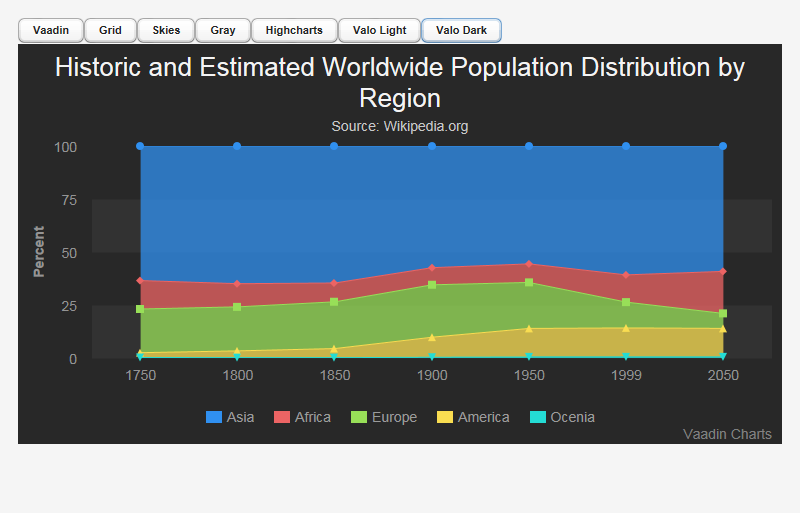 Vaadin Grid Skies Gray Highcharts Valo Light Valo Dark
Historic and Estimated Worldwide Population Distribution by
Region
Source: Wikipedia.org
Percent
100
75
50
25
0
1750 1800 1850 1900 1950 1999 2050
Asia Africa Europe America Ocenia
Vaadin Charts